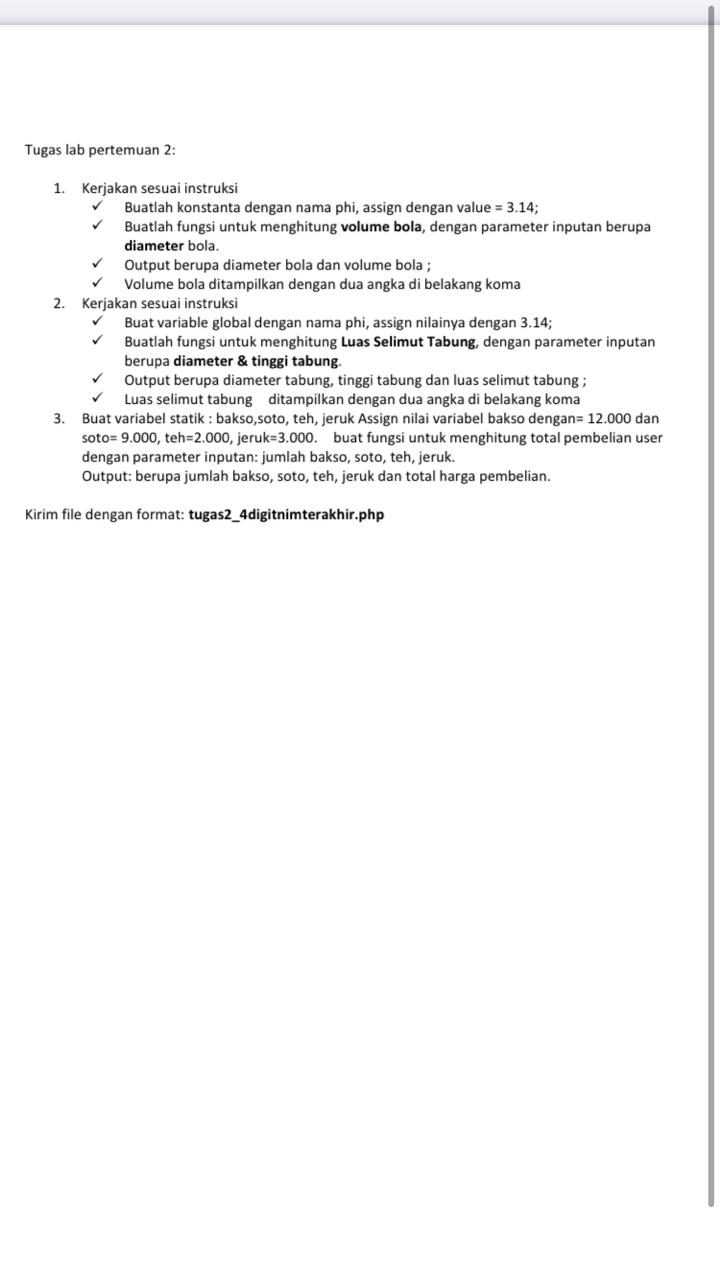 Tugas lab pertemuan 2:
1. Kerjakan sesuai instruksi
✓ Buatlah konstanta dengan nama phi, assign dengan value = 3.14;
✓ Buatlah fungsi untuk menghitung volume bola, dengan parameter inputan berupa
diameter bola.
✓ Output berupa diameter bola dan volume bola ;
✓ Volume bola ditampilkan dengan dua angka di belakang koma
2. Kerjakan sesuai instruksi
✓ Buat variable global dengan nama phi, assign nilainya dengan 3.14;
✓ Buatlah fungsi untuk menghitung Luas Selimut Tabung, dengan parameter inputan
berupa diameter & tinggi tabung.
✓ Output berupa diameter tabung, tinggi tabung dan luas selimut tabung ;
✓ Luas selimut tabung ditampilkan dengan dua angka di belakang koma
3. Buat variabel statik : bakso,soto, teh, jeruk Assign nilai variabel bakso dengan= 12.000 dan
soto= 9.000, teh=2.000, jeruk=3.000. buat fungsi untuk menghitung total pembelian user
dengan parameter inputan: jumlah bakso, soto, teh, jeruk.
Output: berupa jumlah bakso, soto, teh, jeruk dan total harga pembelian.
Kirim file dengan format: tugas2_4digitnimterakhir.php